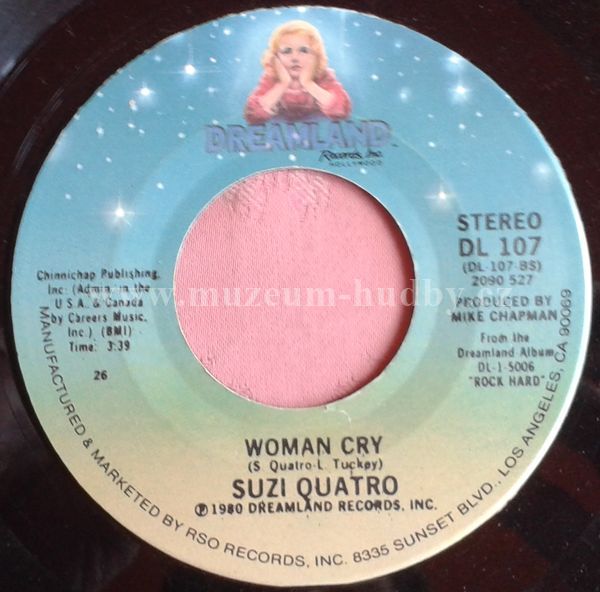 DREAMLAND
Records, Inc.
HOLLYWOOD
STEREO
DL 107
(DL-107-BS)
2090 527
PRODUCED BY
MIKE CHAPMAN
From the
Dreamland Album
DL-1-5006
"ROCK HARD"
Chinnichap Publishing,
Inc. (Admin. in the
U.S.A. & Canada
by Careers Music,
Inc.) (BMI)
Time: 3:39
26
www.muzeum-hudby.cz
WOMAN CRY
(S. Quatro-L. Tuckey)
SUZI QUATRO
℗ 1980 DREAMLAND RECORDS, INC.
MANUFACTURED & MARKETED BY RSO RECORDS, INC. 8335 SUNSET BLVD., LOS ANGELES, CA 90069